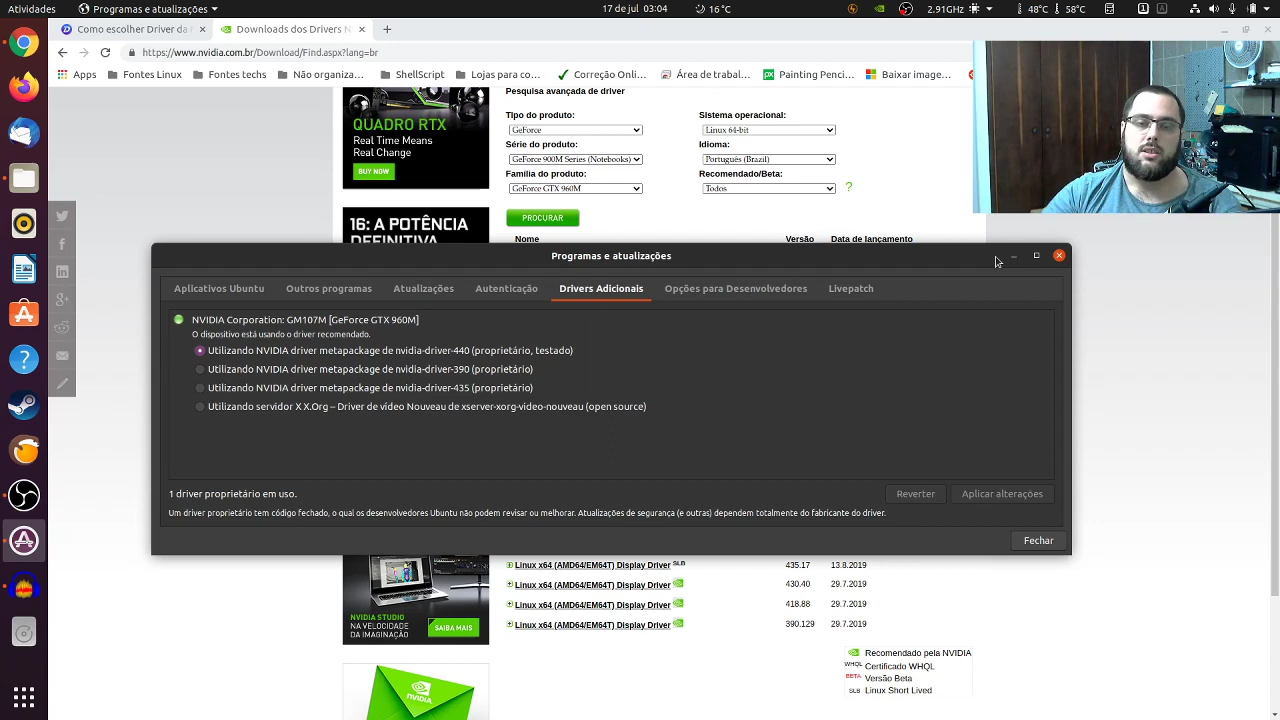 Atividades
Programas e atualizações
17 de jul 03:04
16°C
2.91GHz
48°C
58°C
1
A
Como escolher Driver da
Downloads dos Drivers N
https://www.nvidia.com.br/Download/Find.aspx?lang=br
Apps
Fontes Linux
Fontes techs
Não organiza...
ShellScript
Lojas para co...
Correção Onli...
Área de trabal...
Painting Penci...
Baixar image...
QUADRO RTX
Real Time Means
Real Change
BUY NOW
16: A POTÊNCIA
DEFINITIVA
Pesquisa avançada de driver
Tipo do produto:
Sistema operacional:
GeForce
Linux 64-bit
Série do produto:
Idioma:
GeForce 900M Series (Notebooks)
Português (Brazil)
Família do produto:
Recomendado/Beta:
GeForce GTX 960M
Todos
?
PROCURAR
Nome
Versão
Data de lançamento
Programas e atualizações
Aplicativos Ubuntu
Outros programas
Atualizações
Autenticação
Drivers Adicionais
Opções para Desenvolvedores
Livepatch
NVIDIA Corporation: GM107M [GeForce GTX 960M]
O dispositivo está usando o driver recomendado.
Utilizando NVIDIA driver metapackage de nvidia-driver-440 (proprietário, testado)
Utilizando NVIDIA driver metapackage de nvidia-driver-390 (proprietário)
Utilizando NVIDIA driver metapackage de nvidia-driver-435 (proprietário)
Utilizando servidor X X.Org – Driver de vídeo Nouveau de xserver-xorg-video-nouveau (open source)
1 driver proprietário em uso.
Reverter
Aplicar alterações
Um driver proprietário tem código fechado, o qual os desenvolvedores Ubuntu não podem revisar ou melhorar. Atualizações de segurança (e outras) dependem totalmente do fabricante do driver.
Fechar
Linux x64 (AMD64/EM64T) Display Driver SLB 435.17 13.8.2019
Linux x64 (AMD64/EM64T) Display Driver 430.40 29.7.2019
Linux x64 (AMD64/EM64T) Display Driver 418.88 29.7.2019
Linux x64 (AMD64/EM64T) Display Driver 390.129 29.7.2019
NVIDIA STUDIO
NA VELOCIDADE
DA IMAGINAÇÃO
SAIBA MAIS
Recomendado pela NVIDIA
WHQL Certificado WHQL
BETA Versão Beta
SLB Linux Short Lived
NVIDIA